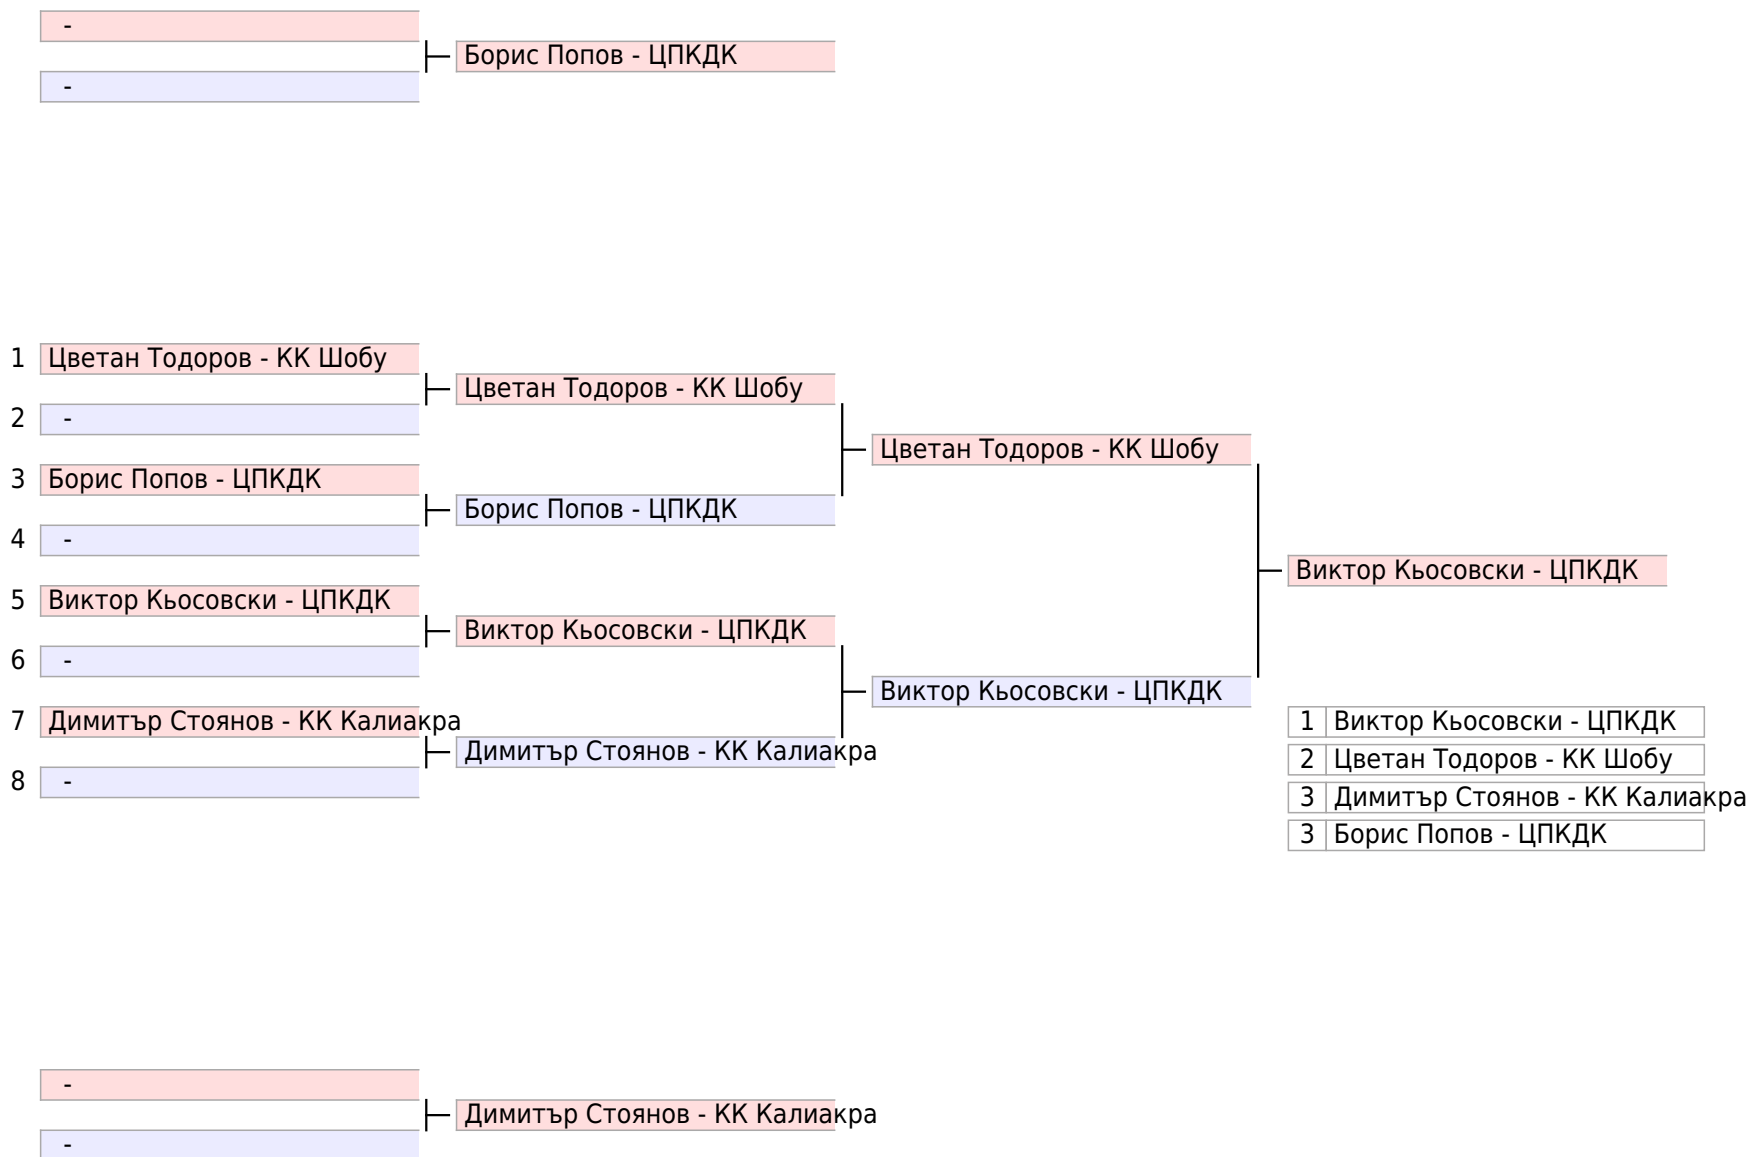 -
Борис Попов - ЦПКДК
-
1 Цветан Тодоров - КК Шобу
Цветан Тодоров - КК Шобу
2 -
Цветан Тодоров - КК Шобу
3 Борис Попов - ЦПКДК
Борис Попов - ЦПКДК
4 -
Виктор Кьосовски - ЦПКДК
5 Виктор Кьосовски - ЦПКДК
Виктор Кьосовски - ЦПКДК
6 -
Виктор Кьосовски - ЦПКДК
7 Димитър Стоянов - КК Калиакра
1 Виктор Кьосовски - ЦПКДК
Димитър Стоянов - КК Калиакра
2 Цветан Тодоров - КК Шобу
8 -
3 Димитър Стоянов - КК Калиакра
3 Борис Попов - ЦПКДК
-
Димитър Стоянов - КК Калиакра
-